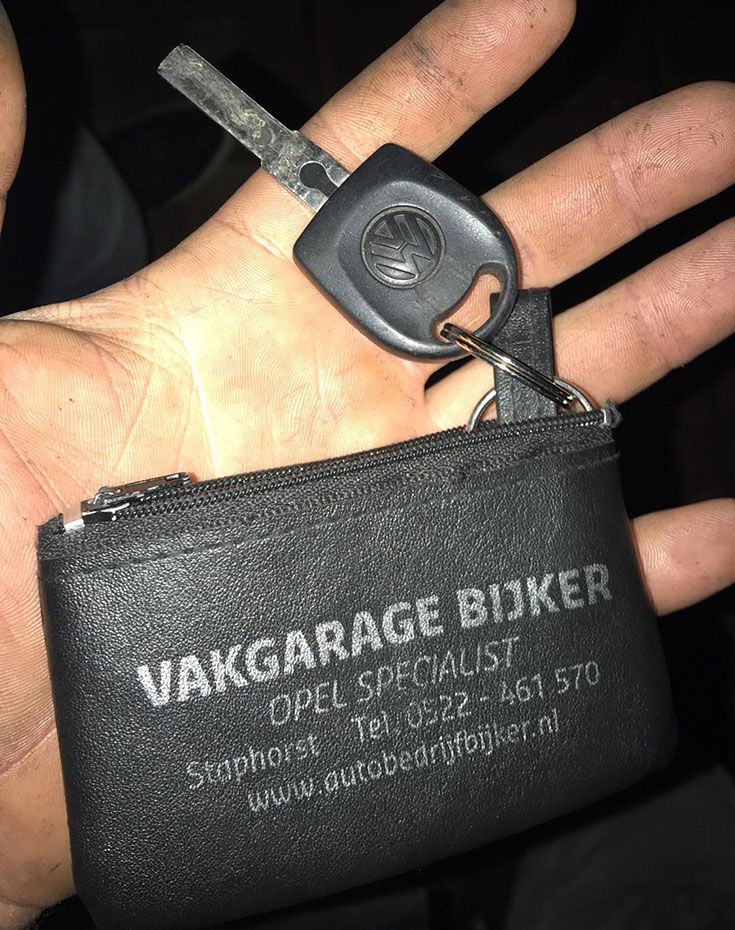 VAKGARAGE BIJKER
OPEL SPECIALIST
Staphorst Tel. 0522 - 461 570
www.autobedrijfbijker.nl